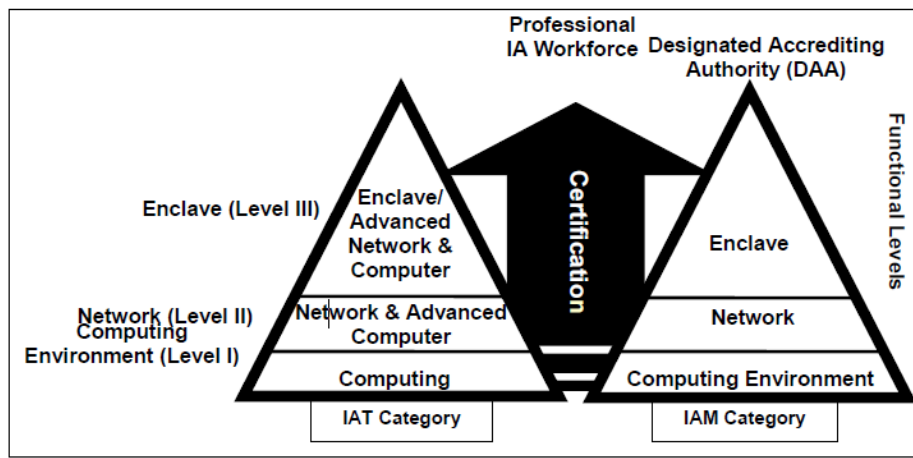 Professional
IA Workforce
Designated Accrediting
Authority (DAA)
Functional Levels
Certification
Enclave (Level III)
Enclave/
Advanced
Network &
Computer
Enclave
Network (Level II)
Network & Advanced
Computer
Network
Computing
Environment (Level I)
Computing
Computing Environment
IAT Category
IAM Category